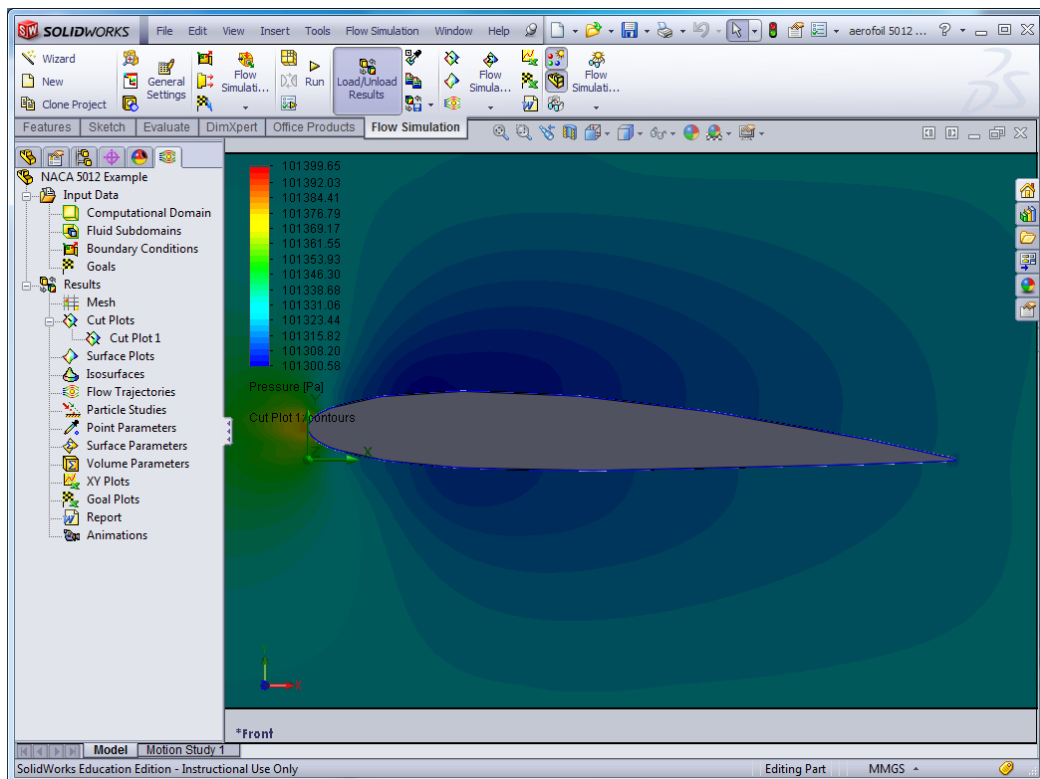 SW SOLIDWORKS File Edit View Insert Tools Flow Simulation Window Help aerofoil 5012 ... ?
Wizard
New
Clone Project
General Settings
Flow Simulati...
Run
Load/Unload Results
Flow Simula...
Flow Simulati...
Features Sketch Evaluate DimXpert Office Products Flow Simulation
NACA 5012 Example
Input Data
Computational Domain
Fluid Subdomains
Boundary Conditions
Goals
Results
Mesh
Cut Plots
Cut Plot 1
Surface Plots
Isosurfaces
Flow Trajectories
Particle Studies
Point Parameters
Surface Parameters
Volume Parameters
XY Plots
Goal Plots
Report
Animations
101399.65
101392.03
101384.41
101376.79
101369.17
101361.55
101353.93
101346.30
101338.68
101331.06
101323.44
101315.82
101308.20
101300.58
Pressure [Pa]
Cut Plot 1: contours
Y
X
Z
X
*Front
Model Motion Study 1
SolidWorks Education Edition - Instructional Use Only Editing Part MMGS